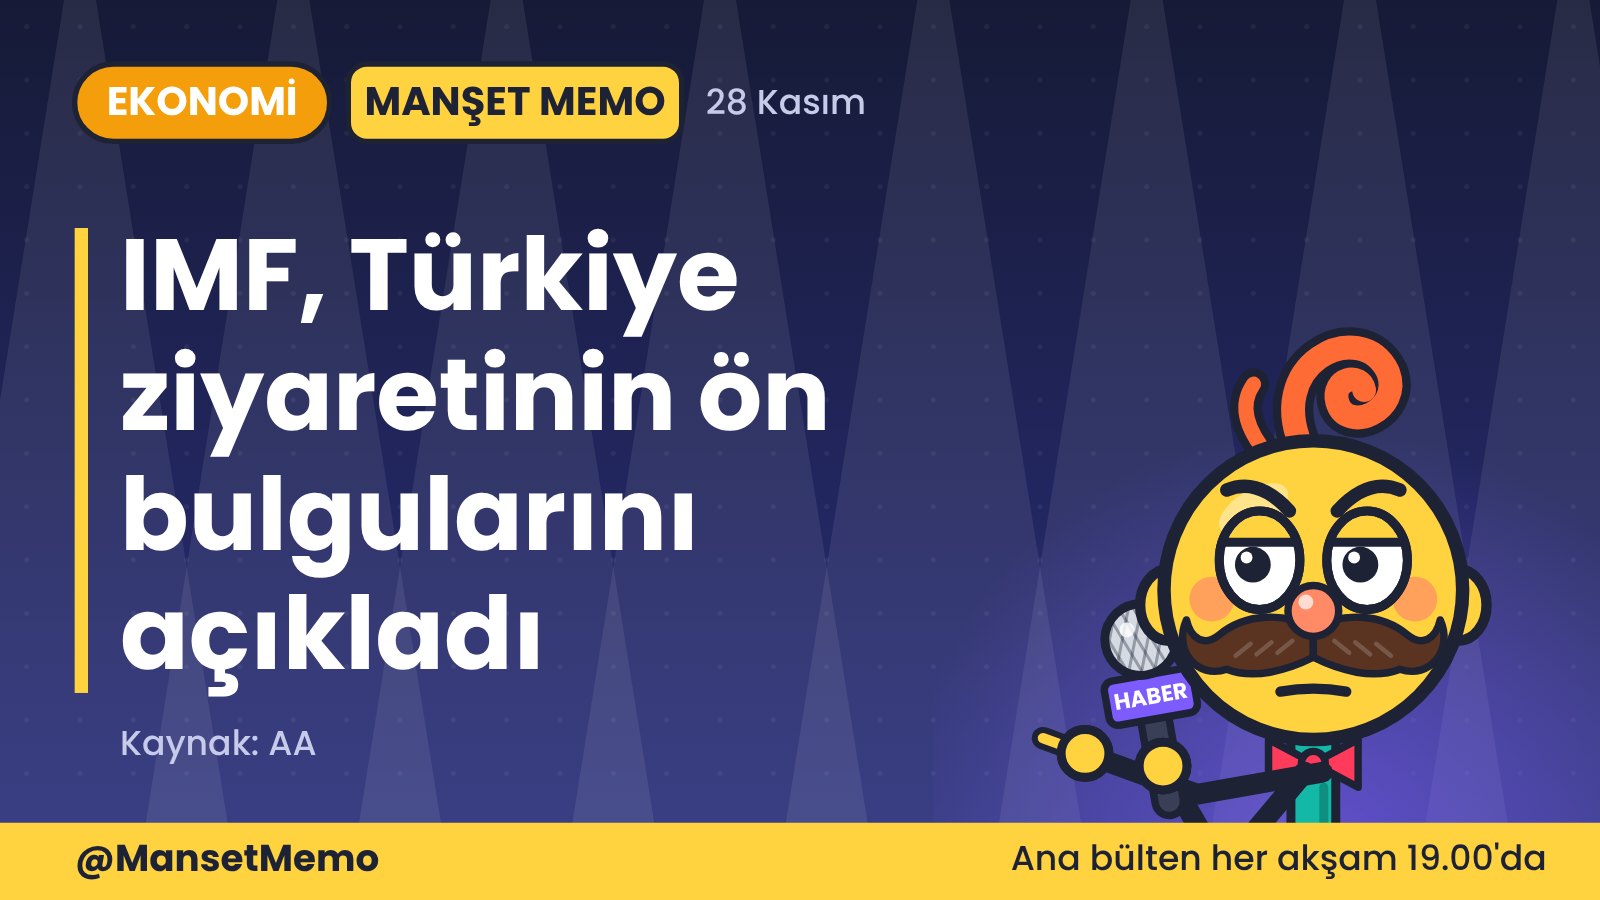 EKONOMİ MANŞET MEMO 28 Kasım
IMF, Türkiye
ziyaretinin ön
bulgularını
açıkladı
Kaynak: AA
HABER
@MansetMemo
Ana bülten her akşam 19.00'da